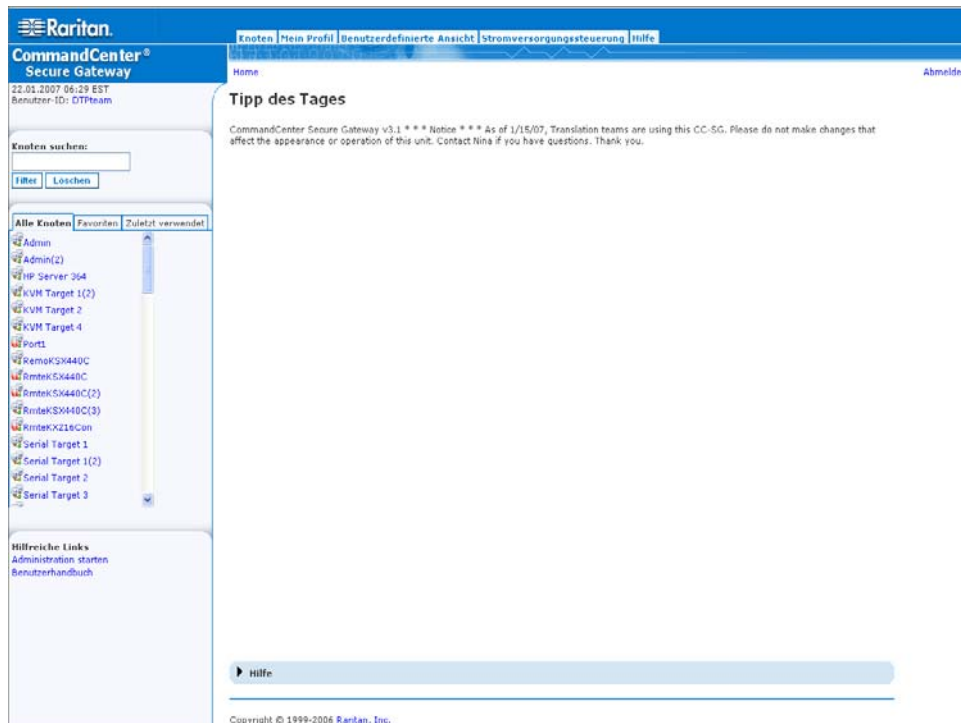 Raritan.
Knoten Mein Profil Benutzerdefinierte Ansicht Stromversorgungssteuerung Hilfe
CommandCenter®
Secure Gateway
Home
Abmelde
22.01.2007 06:29 EST
Benutzer-ID: DTPteam
Tipp des Tages
CommandCenter Secure Gateway v3.1 * * * Notice * * * As of 1/15/07, Translation teams are using this CC-SG. Please do not make changes that
affect the appearance or operation of this unit. Contact Nina if you have questions. Thank you.
Knoten suchen:
Filter Löschen
Alle Knoten Favoriten Zuletzt verwendet
Admin
Admin(2)
HP Server 364
KVM Target 1(2)
KVM Target 2
KVM Target 4
Port1
RemoKSX440C
RmteKSX440C
RmteKSX440C(2)
RmteKSX440C(3)
RmteKX216Con
Serial Target 1
Serial Target 1(2)
Serial Target 2
Serial Target 3
Hilfreiche Links
Administration starten
Benutzerhandbuch
Hilfe
Copyright © 1999-2006 Raritan, Inc.